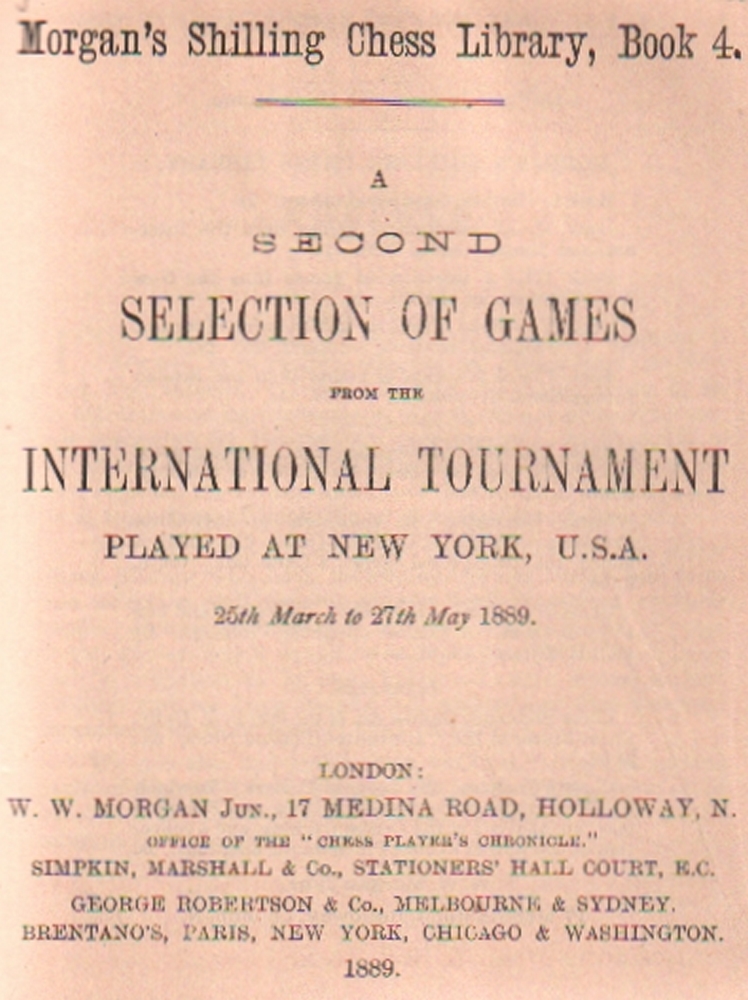 Morgan's Shilling Chess Library, Book 4.
A
SECOND
SELECTION OF GAMES
FROM THE
INTERNATIONAL TOURNAMENT
PLAYED AT NEW YORK, U.S.A.
25th March to 27th May 1889.
LONDON:
W. W. MORGAN Jun., 17 MEDINA ROAD, HOLLOWAY, N.
OFFICE OF THE "CHESS PLAYER'S CHRONICLE."
SIMPKIN, MARSHALL & Co., STATIONERS' HALL COURT, E.C.
GEORGE ROBERTSON & Co., MELBOURNE & SYDNEY.
BRENTANO'S, PARIS, NEW YORK, CHICAGO & WASHINGTON.
1889.